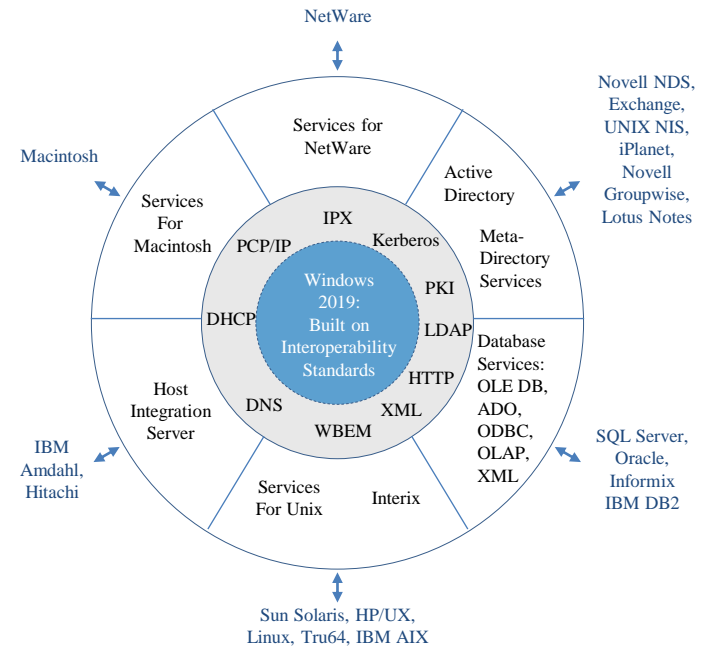 NetWare
Novell NDS,
Exchange,
UNIX NIS,
iPlanet,
Novell
Groupwise,
Lotus Notes
Macintosh
Services for
NetWare
Active
Directory
Meta-
Directory
Services
Services
For
Macintosh
IPX
Kerberos
PCP/IP
PKI
DHCP
LDAP
HTTP
XML
WBEM
DNS
Windows
2019:
Built on
Interoperability
Standards
Database
Services:
OLE DB,
ADO,
ODBC,
OLAP,
XML
Host
Integration
Server
Services
For Unix
Interix
IBM
Amdahl,
Hitachi
SQL Server,
Oracle,
Informix
IBM DB2
Sun Solaris, HP/UX,
Linux, Tru64, IBM AIX